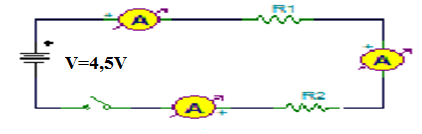 + A R1
+ A
+ V=4,5V
A + R2